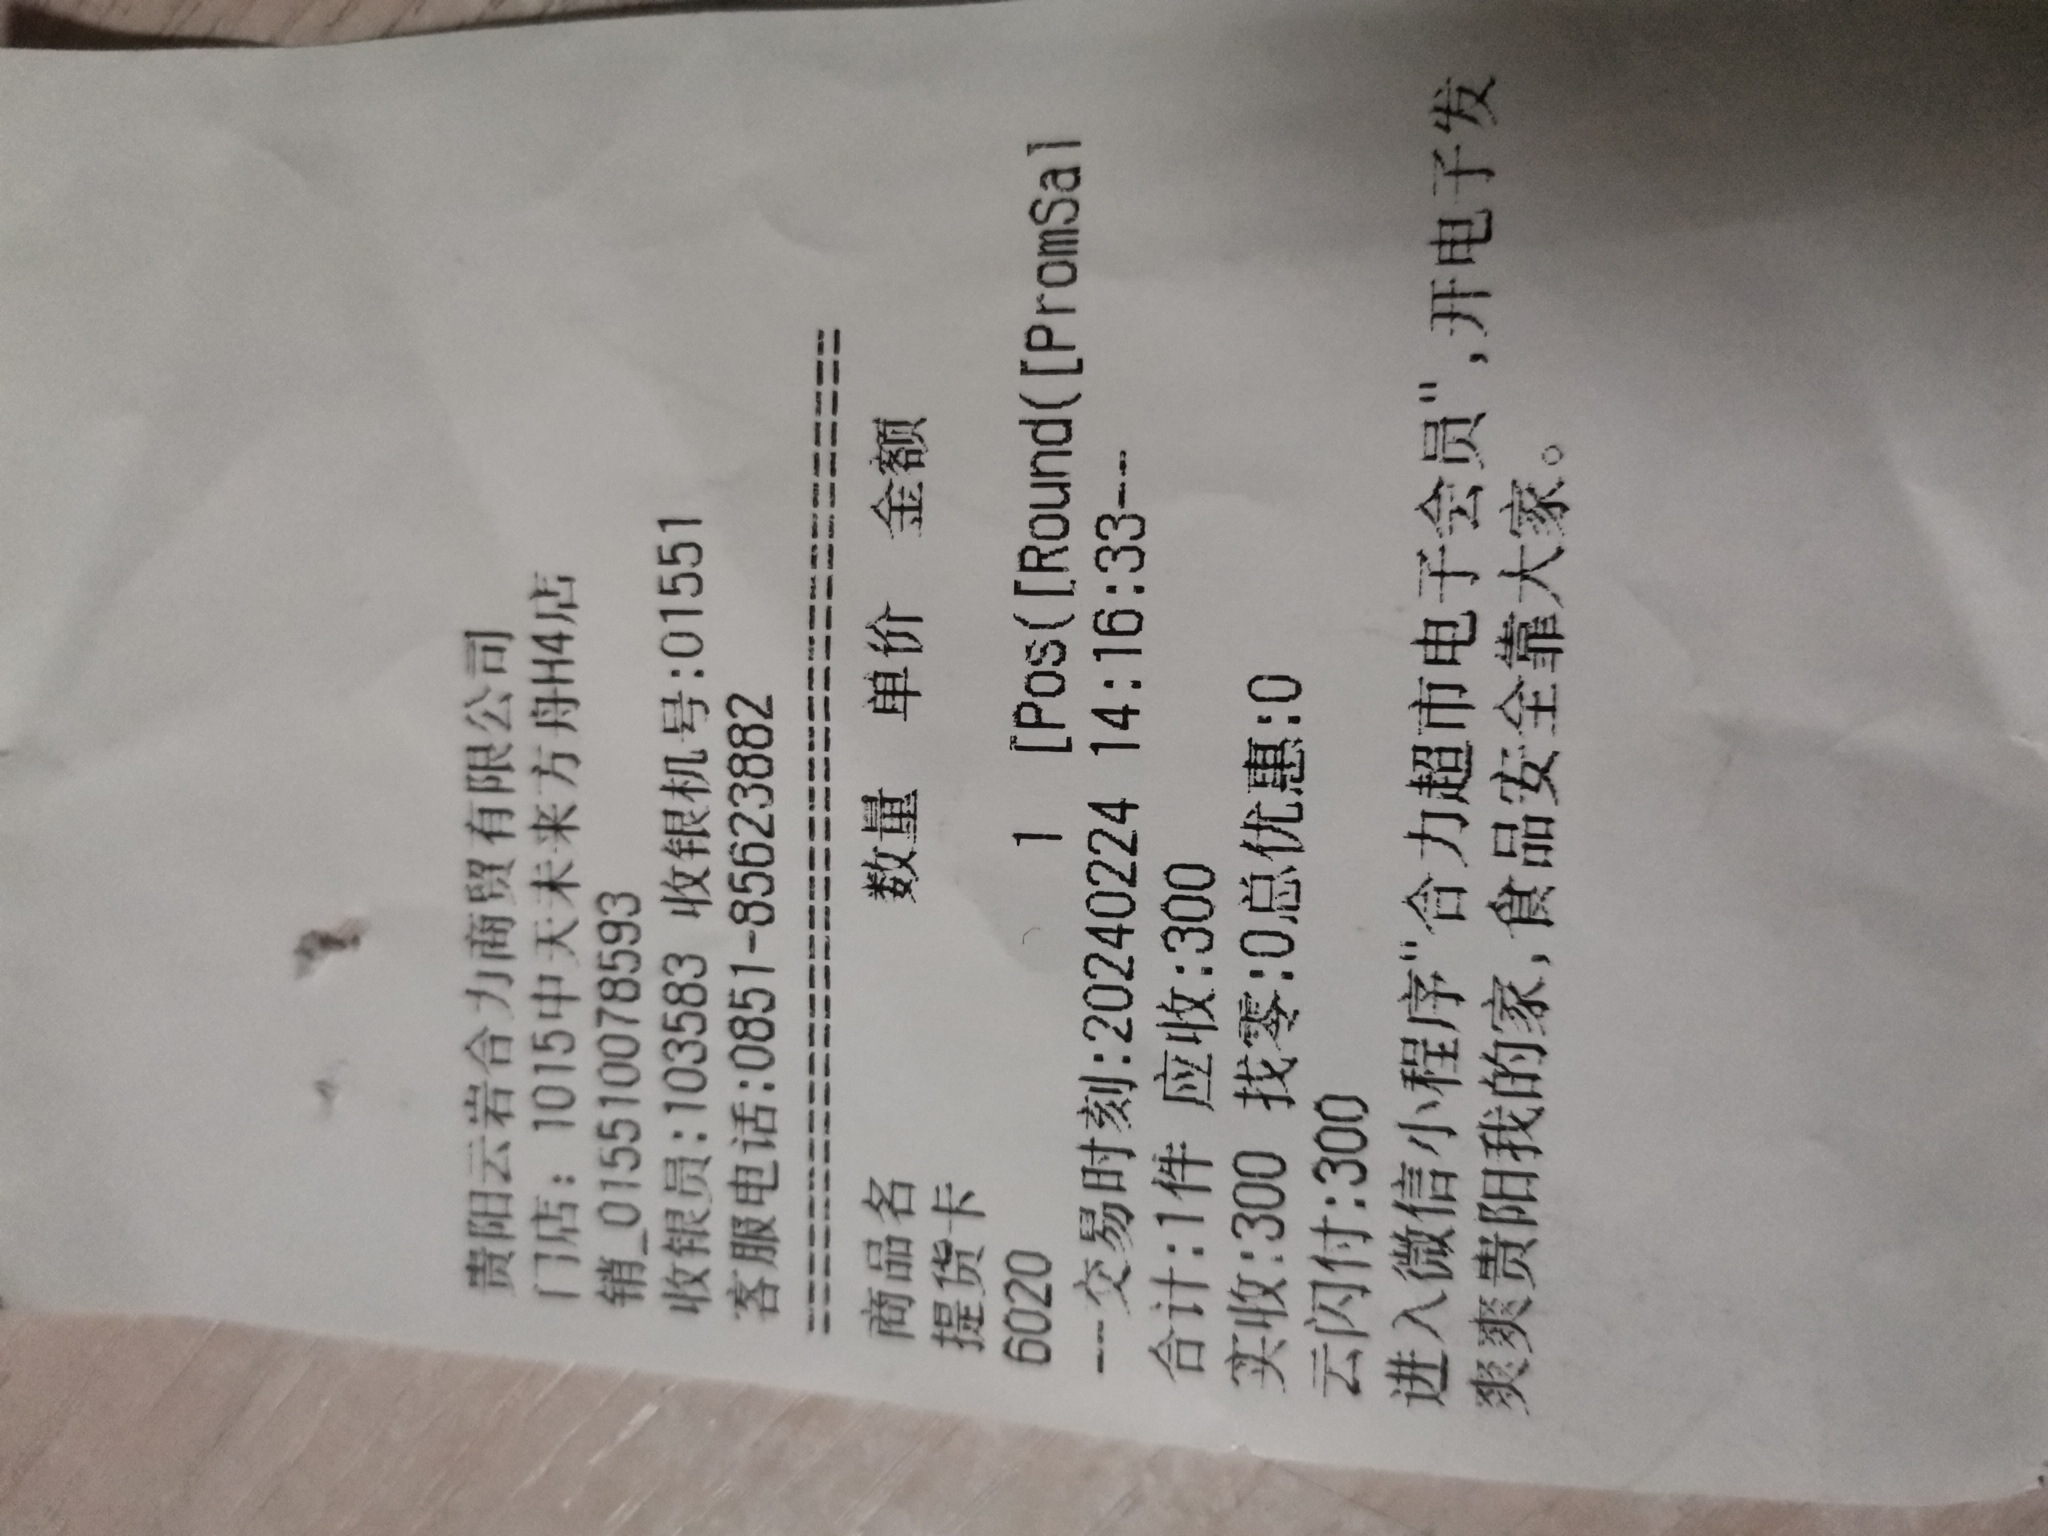 贵阳云岩合力商贸有限公司
门店: 1015中天未来方舟H4店
销_015510078​5593
收银员:103583 收银机号:01551
客服电话:0851-85623882
==========================================
商品名 数量 单价 金额
提货卡
6020 1 [Pos([Round([PromSal
---交易时刻:20240224 14:16:33---
合计:1件 应收:300
实收:300 找零:0总优惠:0
云闪付:300
进入微信小程序"合力超市电子会员",开电子发
爽爽贵阳我的家,食品安全靠大家。